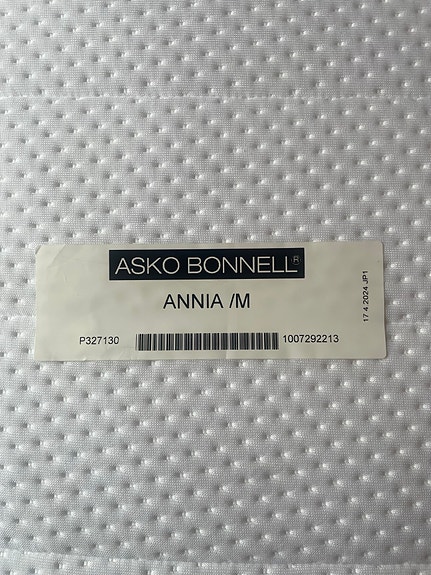 ASKO BONNELL®
ANNIA /M
P327130 1007292213
17.4.2024 JP1